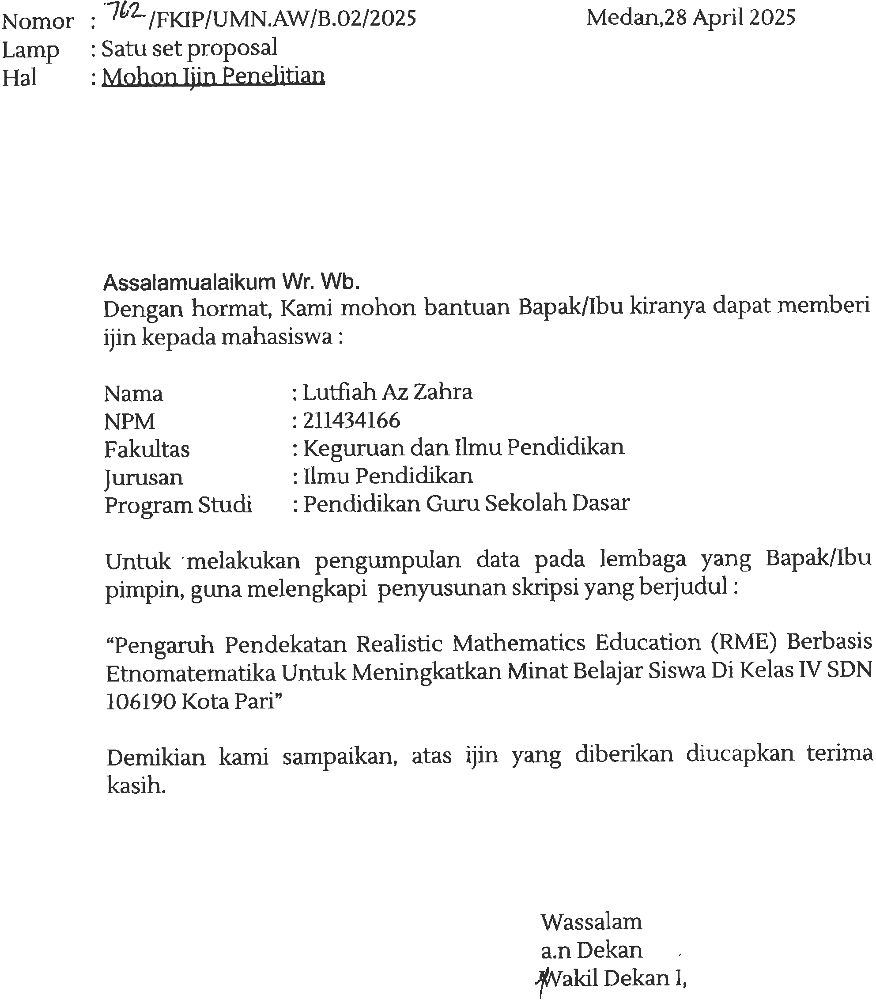 Nomor : 762/FKIP/UMN.AW/B.02/2025 Medan,28 April 2025
Lamp : Satu set proposal
Hal : Mohon Ijin Penelitian
Assalamualaikum Wr. Wb.
Dengan hormat, Kami mohon bantuan Bapak/Ibu kiranya dapat memberi
ijin kepada mahasiswa :
Nama : Lutfiah Az Zahra
NPM : 211434166
Fakultas : Keguruan dan Ilmu Pendidikan
Jurusan : Ilmu Pendidikan
Program Studi : Pendidikan Guru Sekolah Dasar
Untuk melakukan pengumpulan data pada lembaga yang Bapak/Ibu
pimpin, guna melengkapi penyusunan skripsi yang berjudul :
“Pengaruh Pendekatan Realistic Mathematics Education (RME) Berbasis
Etnomatematika Untuk Meningkatkan Minat Belajar Siswa Di Kelas IV SDN
106190 Kota Pari”
Demikian kami sampaikan, atas ijin yang diberikan diucapkan terima
kasih.
Wassalam
a.n Dekan
Wakil Dekan I,